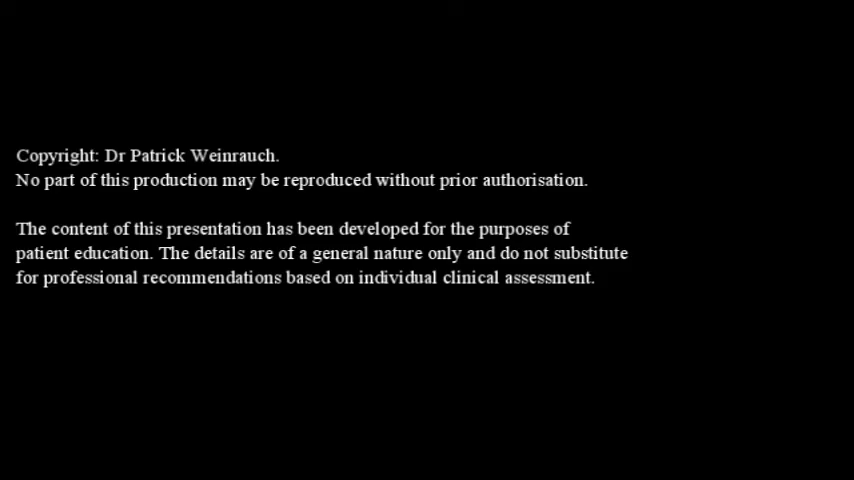 Copyright: Dr Patrick Weinrauch.
No part of this production may be reproduced without prior authorisation.
The content of this presentation has been developed for the purposes of
patient education. The details are of a general nature only and do not substitute
for professional recommendations based on individual clinical assessment.